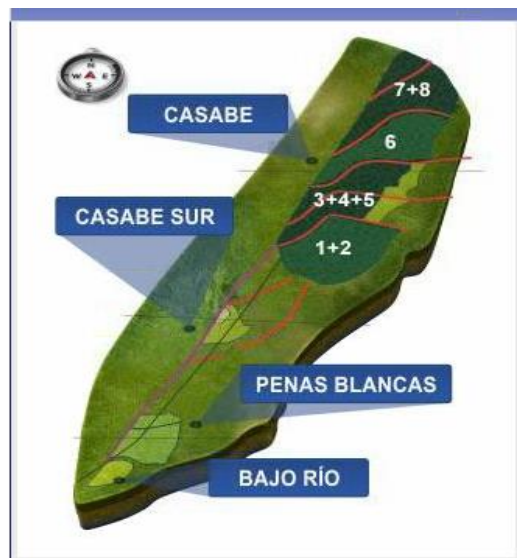 N
W E
S
7+8
CASABE
6
3+4+5
CASABE SUR
1+2
PENAS BLANCAS
BAJO RÍO